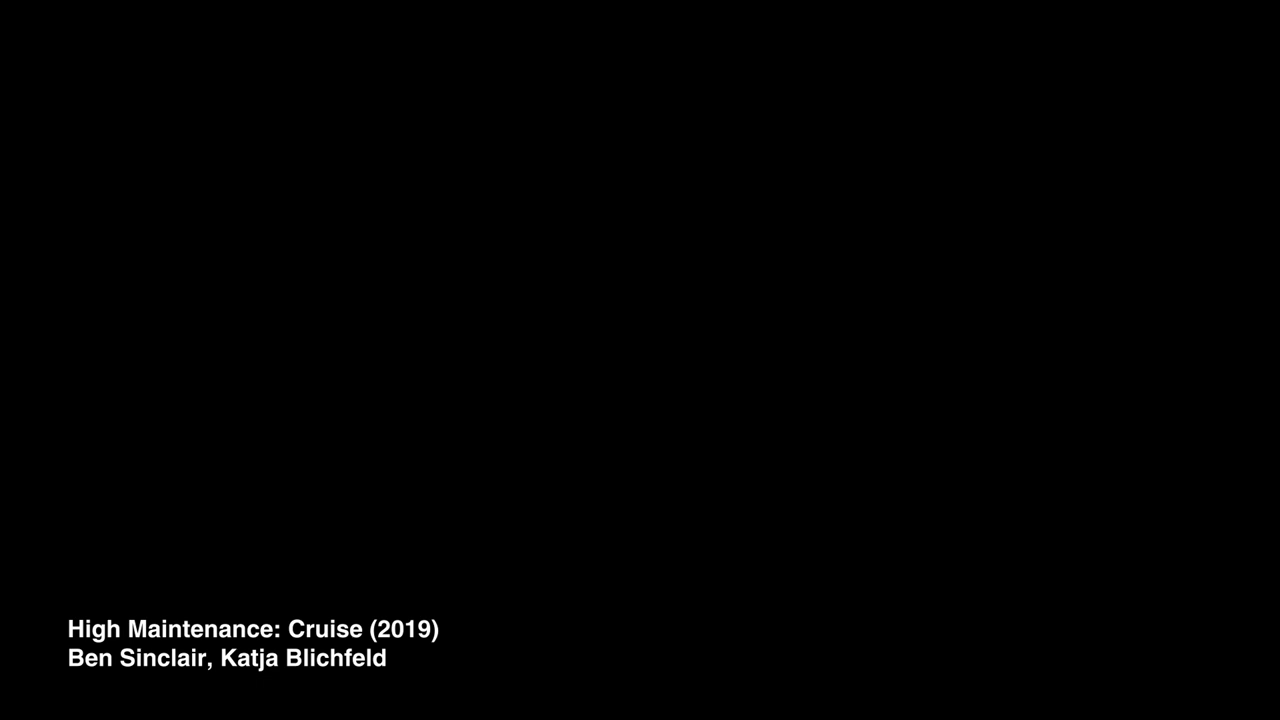 High Maintenance: Cruise (2019)
Ben Sinclair, Katja Blichfeld